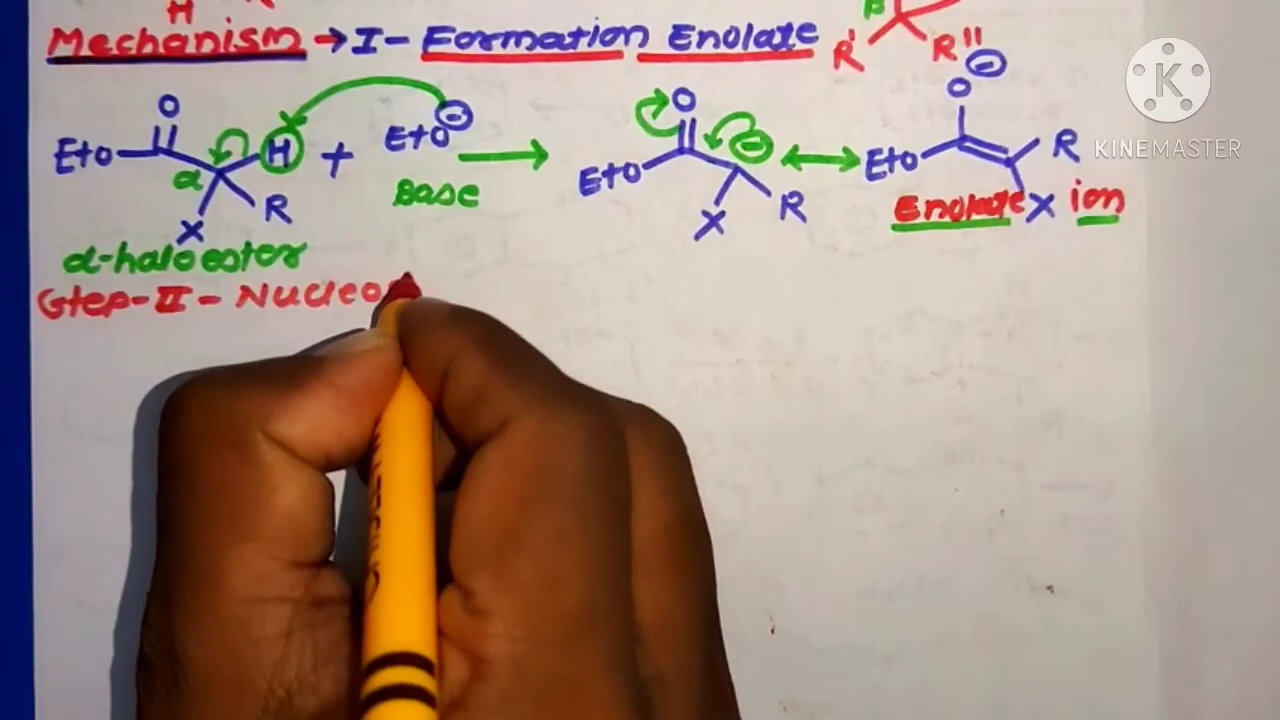 H
β
Mechanism → I - Formation Enolate
R' R''
O O O ⊖
EtO H + EtO ⊖ → EtO ⊖ ↔ EtO R
α X R Base X R Enolate X ion
α-haloester
Step-II- Nucleo
K
KINEMASTER